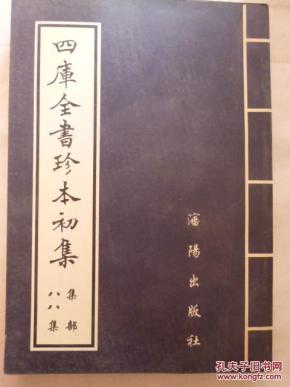 四庫全書珍本初集
集部
八八集
瀋陽出版社
孔夫子旧书网